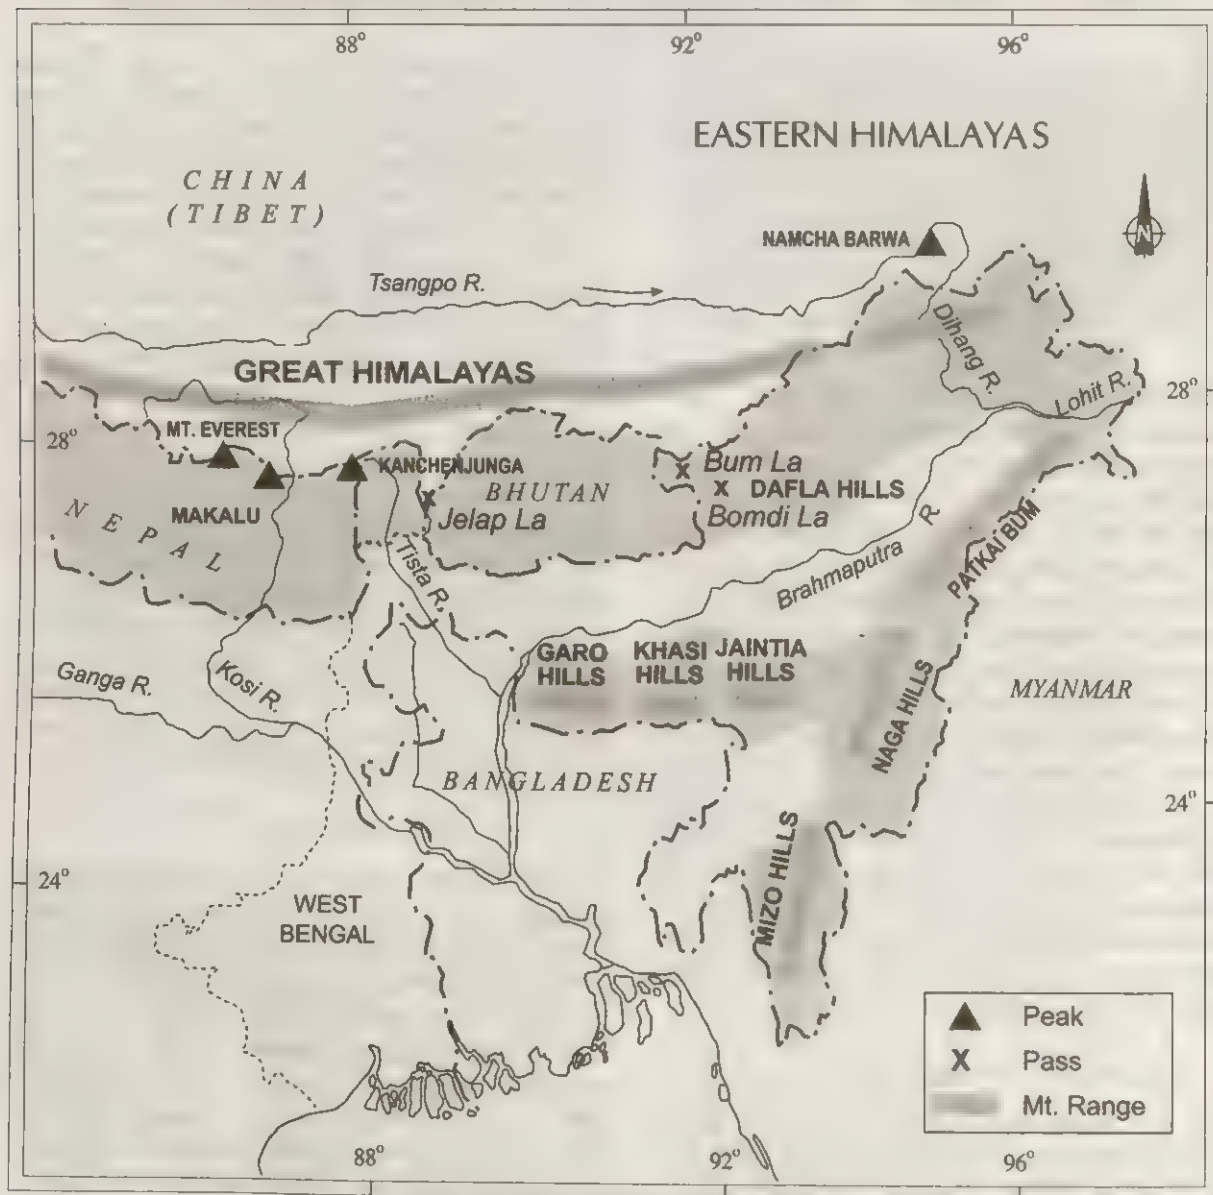 88°
92°
96°
EASTERN HIMALAYAS
CHINA
(TIBET)
N
NAMCHA BARWA
Tsangpo R.
Dihang R.
GREAT HIMALAYAS
Lohit R.
28°
MT. EVEREST
28°
KANCHENJUNGA
Bum La
BHUTAN
DAFLA HILLS
MAKALU
Jelap La
Bomdi La
NEPAL
PATKAI BUM
Tista R.
Brahmaputra R
GARO
HILLS
KHASI
HILLS
JAINTIA
HILLS
Ganga R.
Kosi R.
NAGA HILLS
MYANMAR
BANGLADESH
24°
MIZO HILLS
24°
WEST
BENGAL
Peak
Pass
Mt. Range
88°
92°
96°